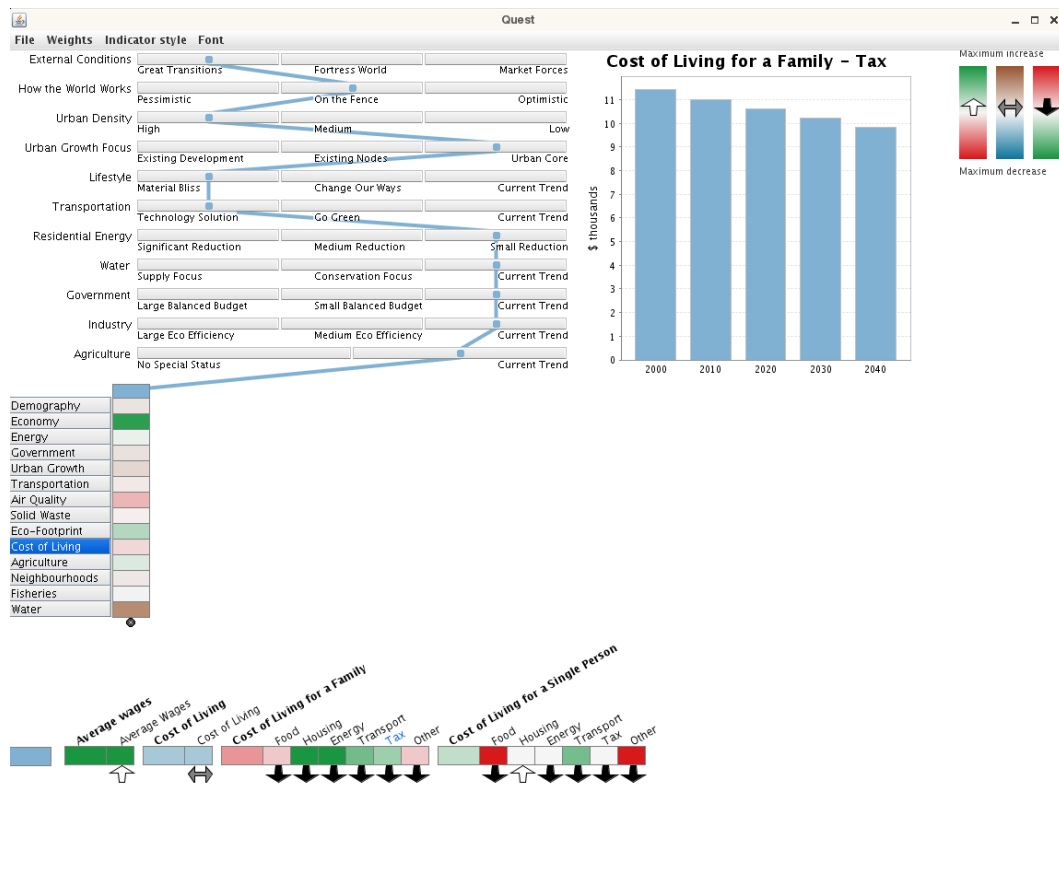 Quest
File Weights Indicator style Font
External Conditions
Great Transitions Fortress World Market Forces
How the World Works
Pessimistic On the Fence Optimistic
Urban Density
High Medium Low
Urban Growth Focus
Existing Development Existing Nodes Urban Core
Lifestyle
Material Bliss Change Our Ways Current Trend
Transportation
Technology Solution Go Green Current Trend
Residential Energy
Significant Reduction Medium Reduction Small Reduction
Water
Supply Focus Conservation Focus Current Trend
Government
Large Balanced Budget Small Balanced Budget Current Trend
Industry
Large Eco Efficiency Medium Eco Efficiency Current Trend
Agriculture
No Special Status Current Trend
Cost of Living for a Family - Tax
$ thousands
11
10
9
8
7
6
5
4
3
2
1
0
2000 2010 2020 2030 2040
Maximum increase
Maximum decrease
Demography
Economy
Energy
Government
Urban Growth
Transportation
Air Quality
Solid Waste
Eco-Footprint
Cost of Living
Agriculture
Neighbourhoods
Fisheries
Water
Average wages
Average Wages
Cost of Living
Cost of Living
Cost of Living for a Family
Food
Housing
Energy
Transport
Tax
Other
Cost of Living for a Single Person
Food
Housing
Energy
Transport
Tax
Other